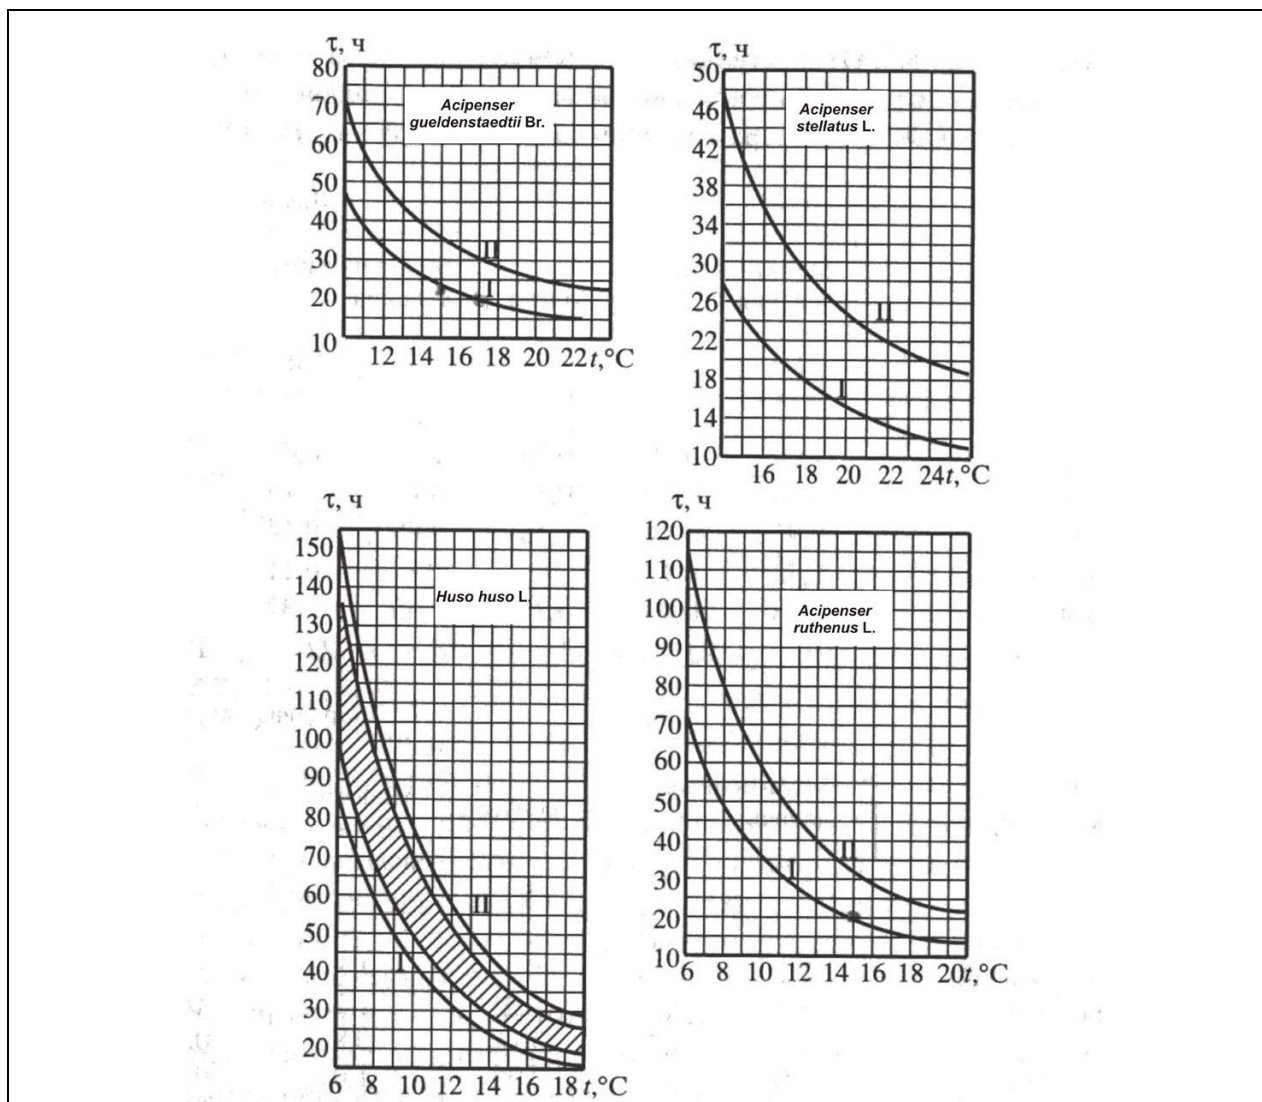 τ, ч
80
70
60
50
40
30
20
10
Acipenser
gueldenstaedtii Br.
II
I
12 14 16 18 20 22 t,°C
τ, ч
50
46
42
38
34
30
26
22
18
14
10
Acipenser
stellatus L.
II
I
16 18 20 22 24 t,°C
τ, ч
150
140
130
120
110
100
90
80
70
60
50
40
30
20
Huso huso L.
II
I
6 8 10 12 14 16 18 t,°C
τ, ч
120
110
100
90
80
70
60
50
40
30
20
10
Acipenser
ruthenus L.
II
I
6 8 10 12 14 16 18 20 t,°C